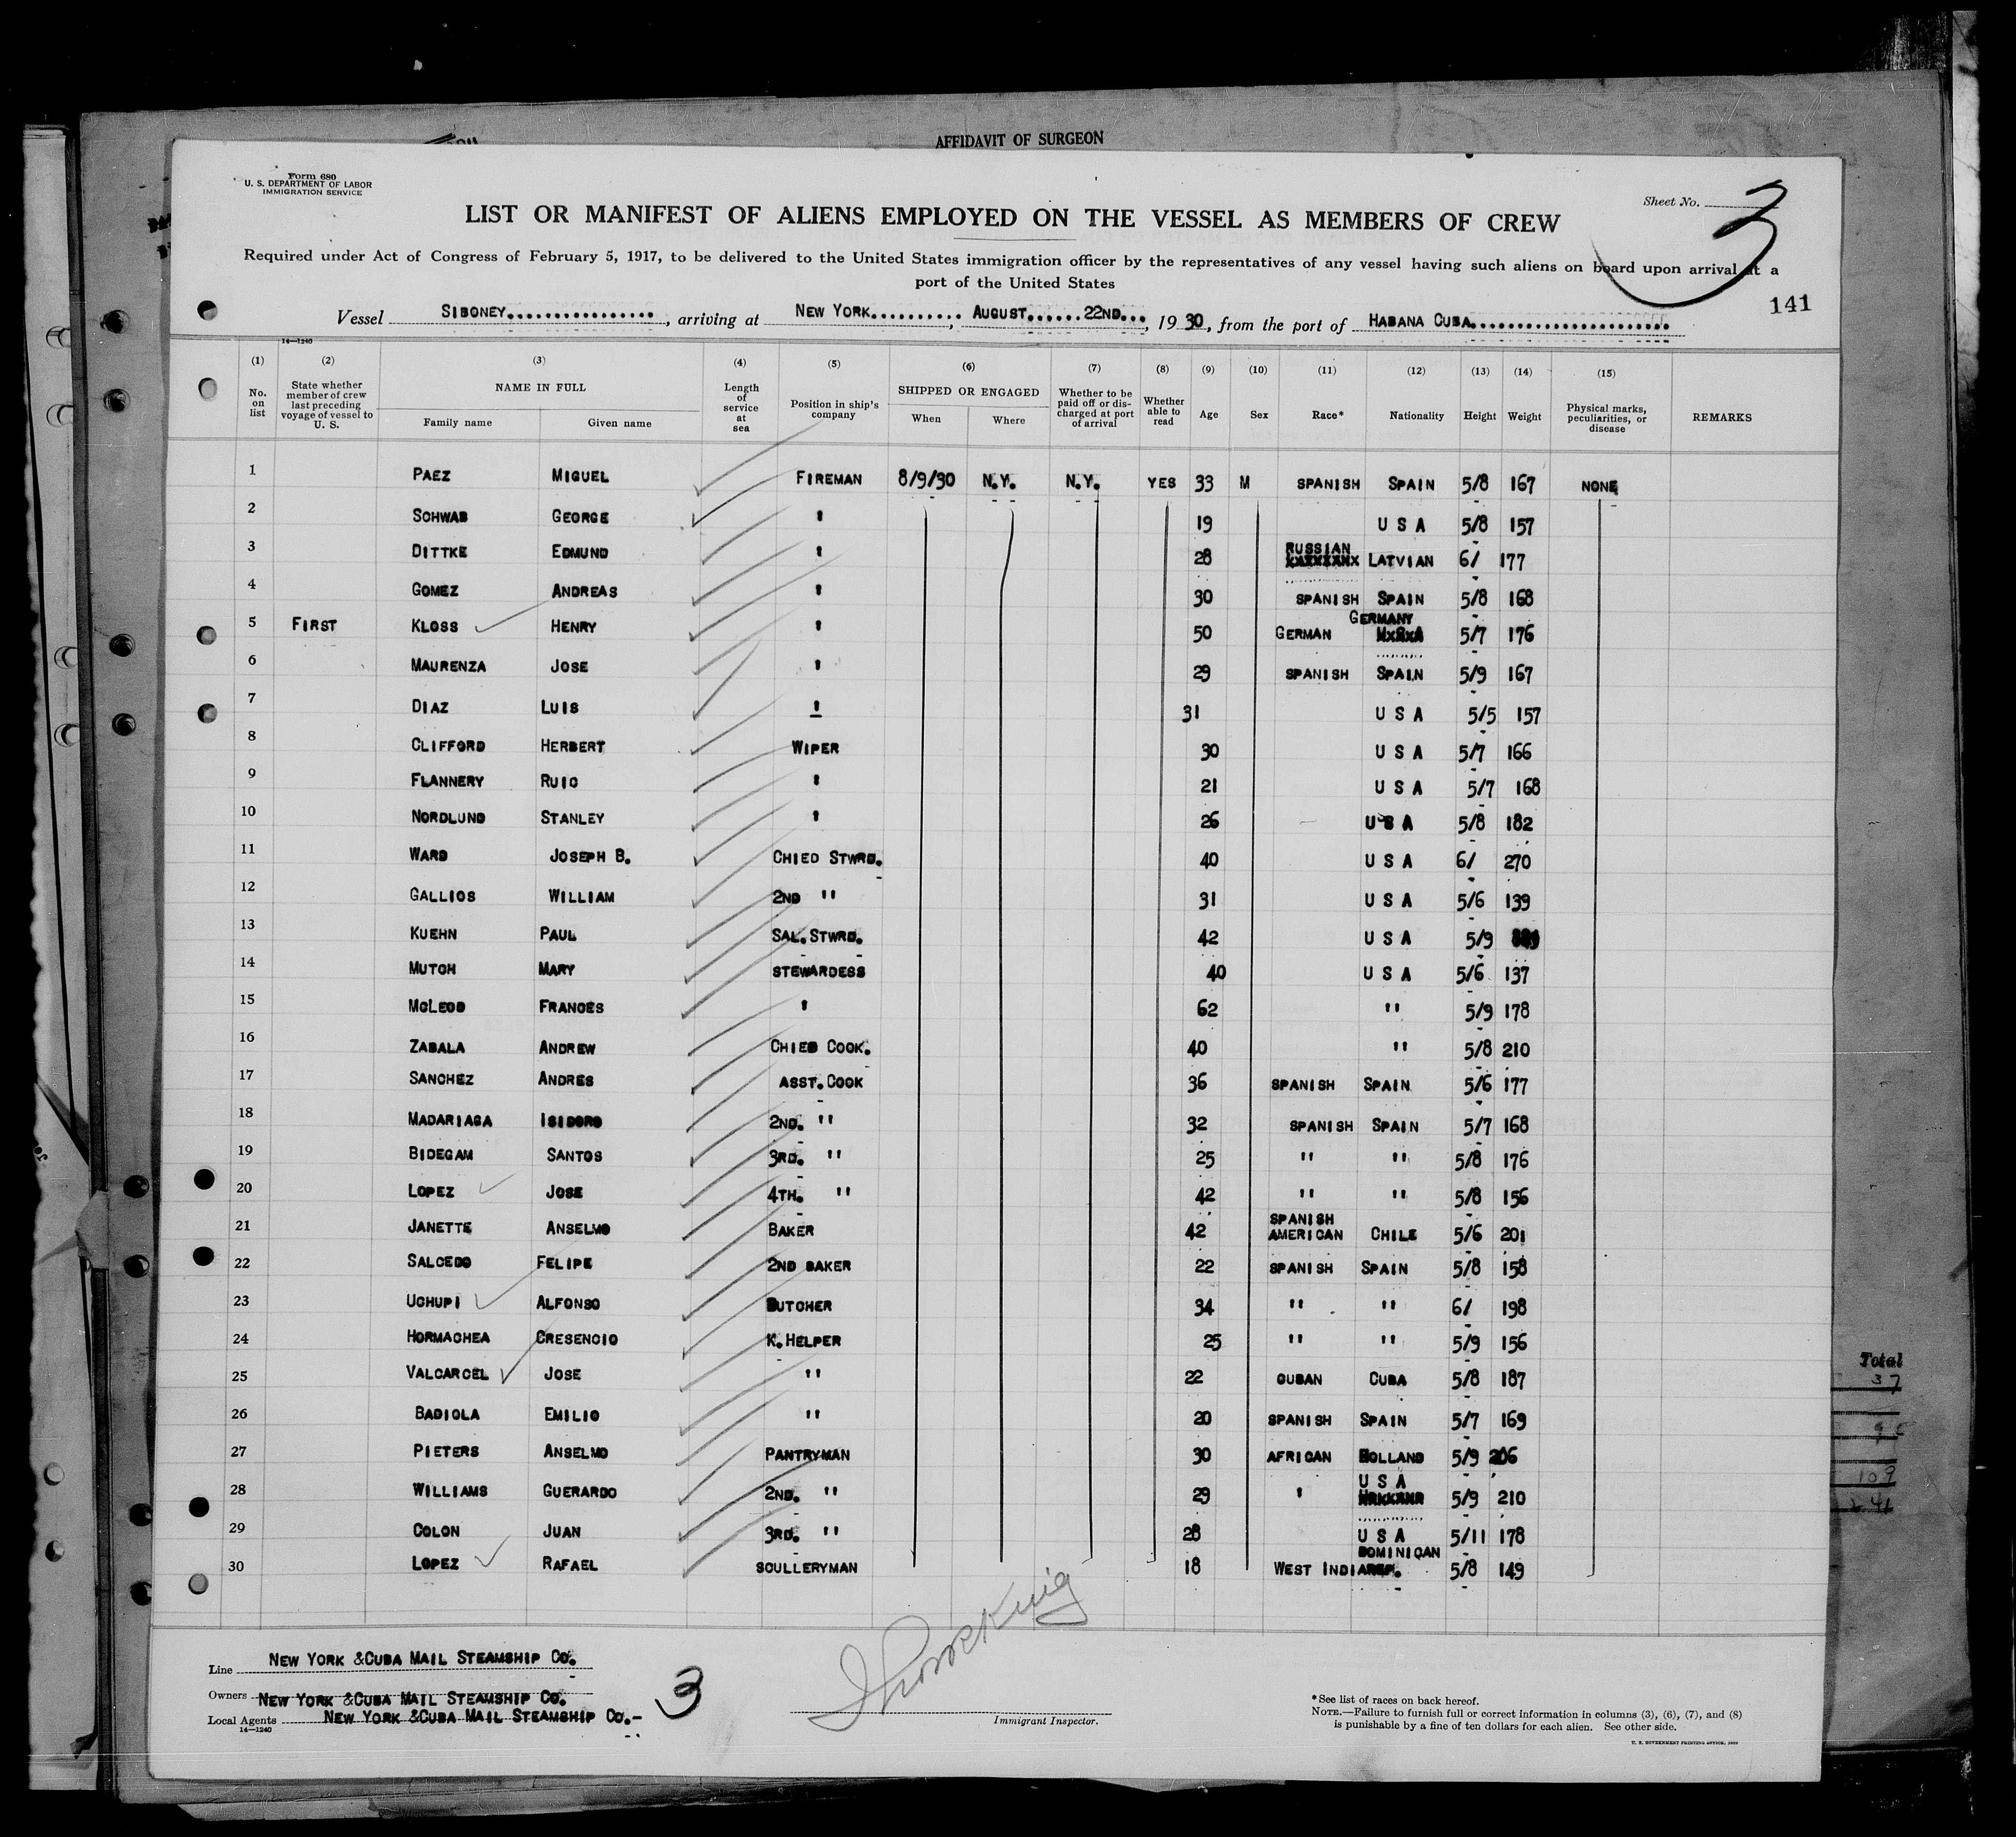 AFFIDAVIT OF SURGEON
Form 680
U. S. DEPARTMENT OF LABOR
IMMIGRATION SERVICE
Sheet No. 3
LIST OR MANIFEST OF ALIENS EMPLOYED ON THE VESSEL AS MEMBERS OF CREW
Required under Act of Congress of February 5, 1917, to be delivered to the United States immigration officer by the representatives of any vessel having such aliens on board upon arrival at a
port of the United States
141
Vessel SIBONEY, arriving at NEW YORK, AUGUST 22ND, 1930, from the port of HABANA CUBA
14—1240
(1) (2) (3) (4) (5) (6) (7) (8) (9) (10) (11) (12) (13) (14) (15)
No. on list State whether member of crew last preceding voyage of vessel to U. S. NAME IN FULL Family name Given name Length of service at sea Position in ship's company SHIPPED OR ENGAGED When Where Whether to be paid off or discharged at port of arrival Whether able to read Age Sex Race* Nationality Height Weight Physical marks, peculiarities, or disease REMARKS
1 PAEZ MIGUEL FIREMAN 8/9/30 N.Y. N.Y. YES 33 M SPANISH SPAIN 5/8 167 NONE
2 SCHWAB GEORGE " 19 U S A 5/8 157
3 DITTKE EDMUND " 28 RUSSIAN LATVIAN 6/ 177
4 GOMEZ ANDREAS " 30 SPANISH SPAIN 5/8 168
5 FIRST KLOSS HENRY " 50 GERMAN GERMANY 5/7 176
6 MAURENZA JOSE " 29 SPANISH SPAIN 5/9 167
7 DIAZ LUIS " 31 U S A 5/5 157
8 CLIFFORD HERBERT WIPER 30 U S A 5/7 166
9 FLANNERY RUIC " 21 U S A 5/7 168
10 NORDLUND STANLEY " 26 U S A 5/8 182
11 WARD JOSEPH B. CHIED STWRD. 40 U S A 6/ 270
12 GALLIOS WILLIAM 2ND " 31 U S A 5/6 139
13 KUEHN PAUL SAL. STWRD. 42 U S A 5/9
14 MUTCH MARY STEWARDESS 40 U S A 5/6 137
15 MCLEOD FRANCES " 62 " 5/9 178
16 ZABALA ANDREW CHIED COOK. 40 " 5/8 210
17 SANCHEZ ANDRES ASST. COOK 36 SPANISH SPAIN 5/6 177
18 MADARIAGA ISIDORO 2ND. " 32 SPANISH SPAIN 5/7 168
19 BIDEGAM SANTOS 3RD. " 25 " " 5/8 176
20 LOPEZ JOSE 4TH. " 42 " " 5/8 156
21 JANETTE ANSELMO BAKER 42 SPANISH AMERICAN CHILE 5/6 201
22 SALCEDO FELIPE 2ND BAKER 22 SPANISH SPAIN 5/8 158
23 UCHUPI ALFONSO BUTCHER 34 " " 6/ 198
24 HORMACHEA CRESENCIO K. HELPER 25 " " 5/9 156
25 VALCARCEL JOSE " 22 CUBAN CUBA 5/8 187
26 BADIOLA EMILIO " 20 SPANISH SPAIN 5/7 169
27 PIETERS ANSELMO PANTRYMAN 30 AFRICAN HOLLAND 5/9 206
28 WILLIAMS GUERARDO 2ND. " 29 " U S A 5/9 210
29 COLON JUAN 3RD. " 28 U S A 5/11 178
30 LOPEZ RAFAEL SCULLERYMAN 18 WEST INDIA DOMINICAN REP. 5/8 149
Line NEW YORK &CUBA MAIL STEAMSHIP CO.
Owners NEW YORK &CUBA MAIL STEAMSHIP CO.
Local Agents NEW YORK &CUBA MAIL STEAMSHIP CO.-
14—1240
3
Immigrant Inspector.
*See list of races on back hereof.
NOTE.—Failure to furnish full or correct information in columns (3), (6), (7), and (8)
is punishable by a fine of ten dollars for each alien. See other side.
U. S. GOVERNMENT PRINTING OFFICE
Total
37
109